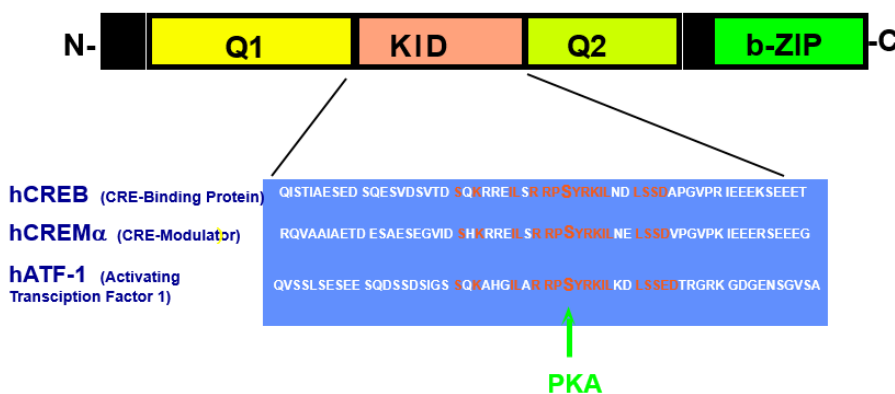 N- Q1 KID Q2 b-ZIP -C
hCREB (CRE-Binding Protein) QISTIAESED SQESVDSVTD SQKRREILSR RPSYRKILND LSSDAPGVPR IEEEKSEEET
hCREMα (CRE-Modulator) RQVAAIAETD ESAESEGVID SHKRREILSR RPSYRKILNE LSSDVPGVPK IEEERSEEEG
hATF-1 (Activating
Transciption Factor 1) QVSSLSESEE SQDSSDSIGS SQKAHGILAR RPSYRKILKD LSSEDTRGRK GDGENSGVSA
PKA